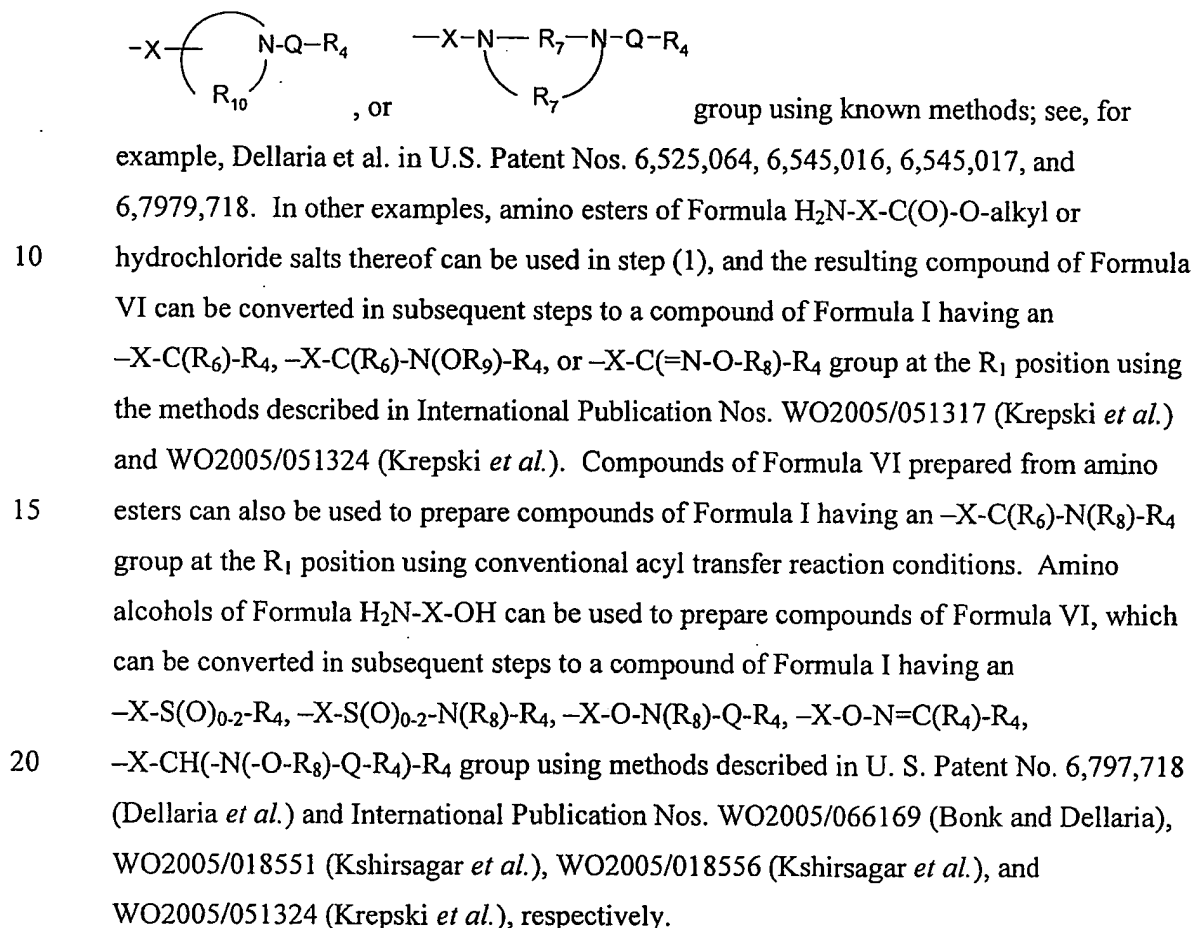 -X- N-Q-R₄ —X-N— R₇—N-Q-R₄
R₁₀ , or R₇ group using known methods; see, for
example, Dellaria et al. in U.S. Patent Nos. 6,525,064, 6,545,016, 6,545,017, and
6,7979,718. In other examples, amino esters of Formula H₂N-X-C(O)-O-alkyl or
10 hydrochloride salts thereof can be used in step (1), and the resulting compound of Formula
VI can be converted in subsequent steps to a compound of Formula I having an
–X-C(R₆)-R₄, –X-C(R₆)-N(OR₉)-R₄, or –X-C(=N-O-R₈)-R₄ group at the R₁ position using
the methods described in International Publication Nos. WO2005/051317 (Krepski et al.)
and WO2005/051324 (Krepski et al.). Compounds of Formula VI prepared from amino
15 esters can also be used to prepare compounds of Formula I having an –X-C(R₆)-N(R₈)-R₄
group at the R₁ position using conventional acyl transfer reaction conditions. Amino
alcohols of Formula H₂N-X-OH can be used to prepare compounds of Formula VI, which
can be converted in subsequent steps to a compound of Formula I having an
–X-S(O)₀₋₂-R₄, –X-S(O)₀₋₂-N(R₈)-R₄, –X-O-N(R₈)-Q-R₄, –X-O-N=C(R₄)-R₄,
20 –X-CH(-N(-O-R₈)-Q-R₄)-R₄ group using methods described in U. S. Patent No. 6,797,718
(Dellaria et al.) and International Publication Nos. WO2005/066169 (Bonk and Dellaria),
WO2005/018551 (Kshirsagar et al.), WO2005/018556 (Kshirsagar et al.), and
WO2005/051324 (Krepski et al.), respectively.